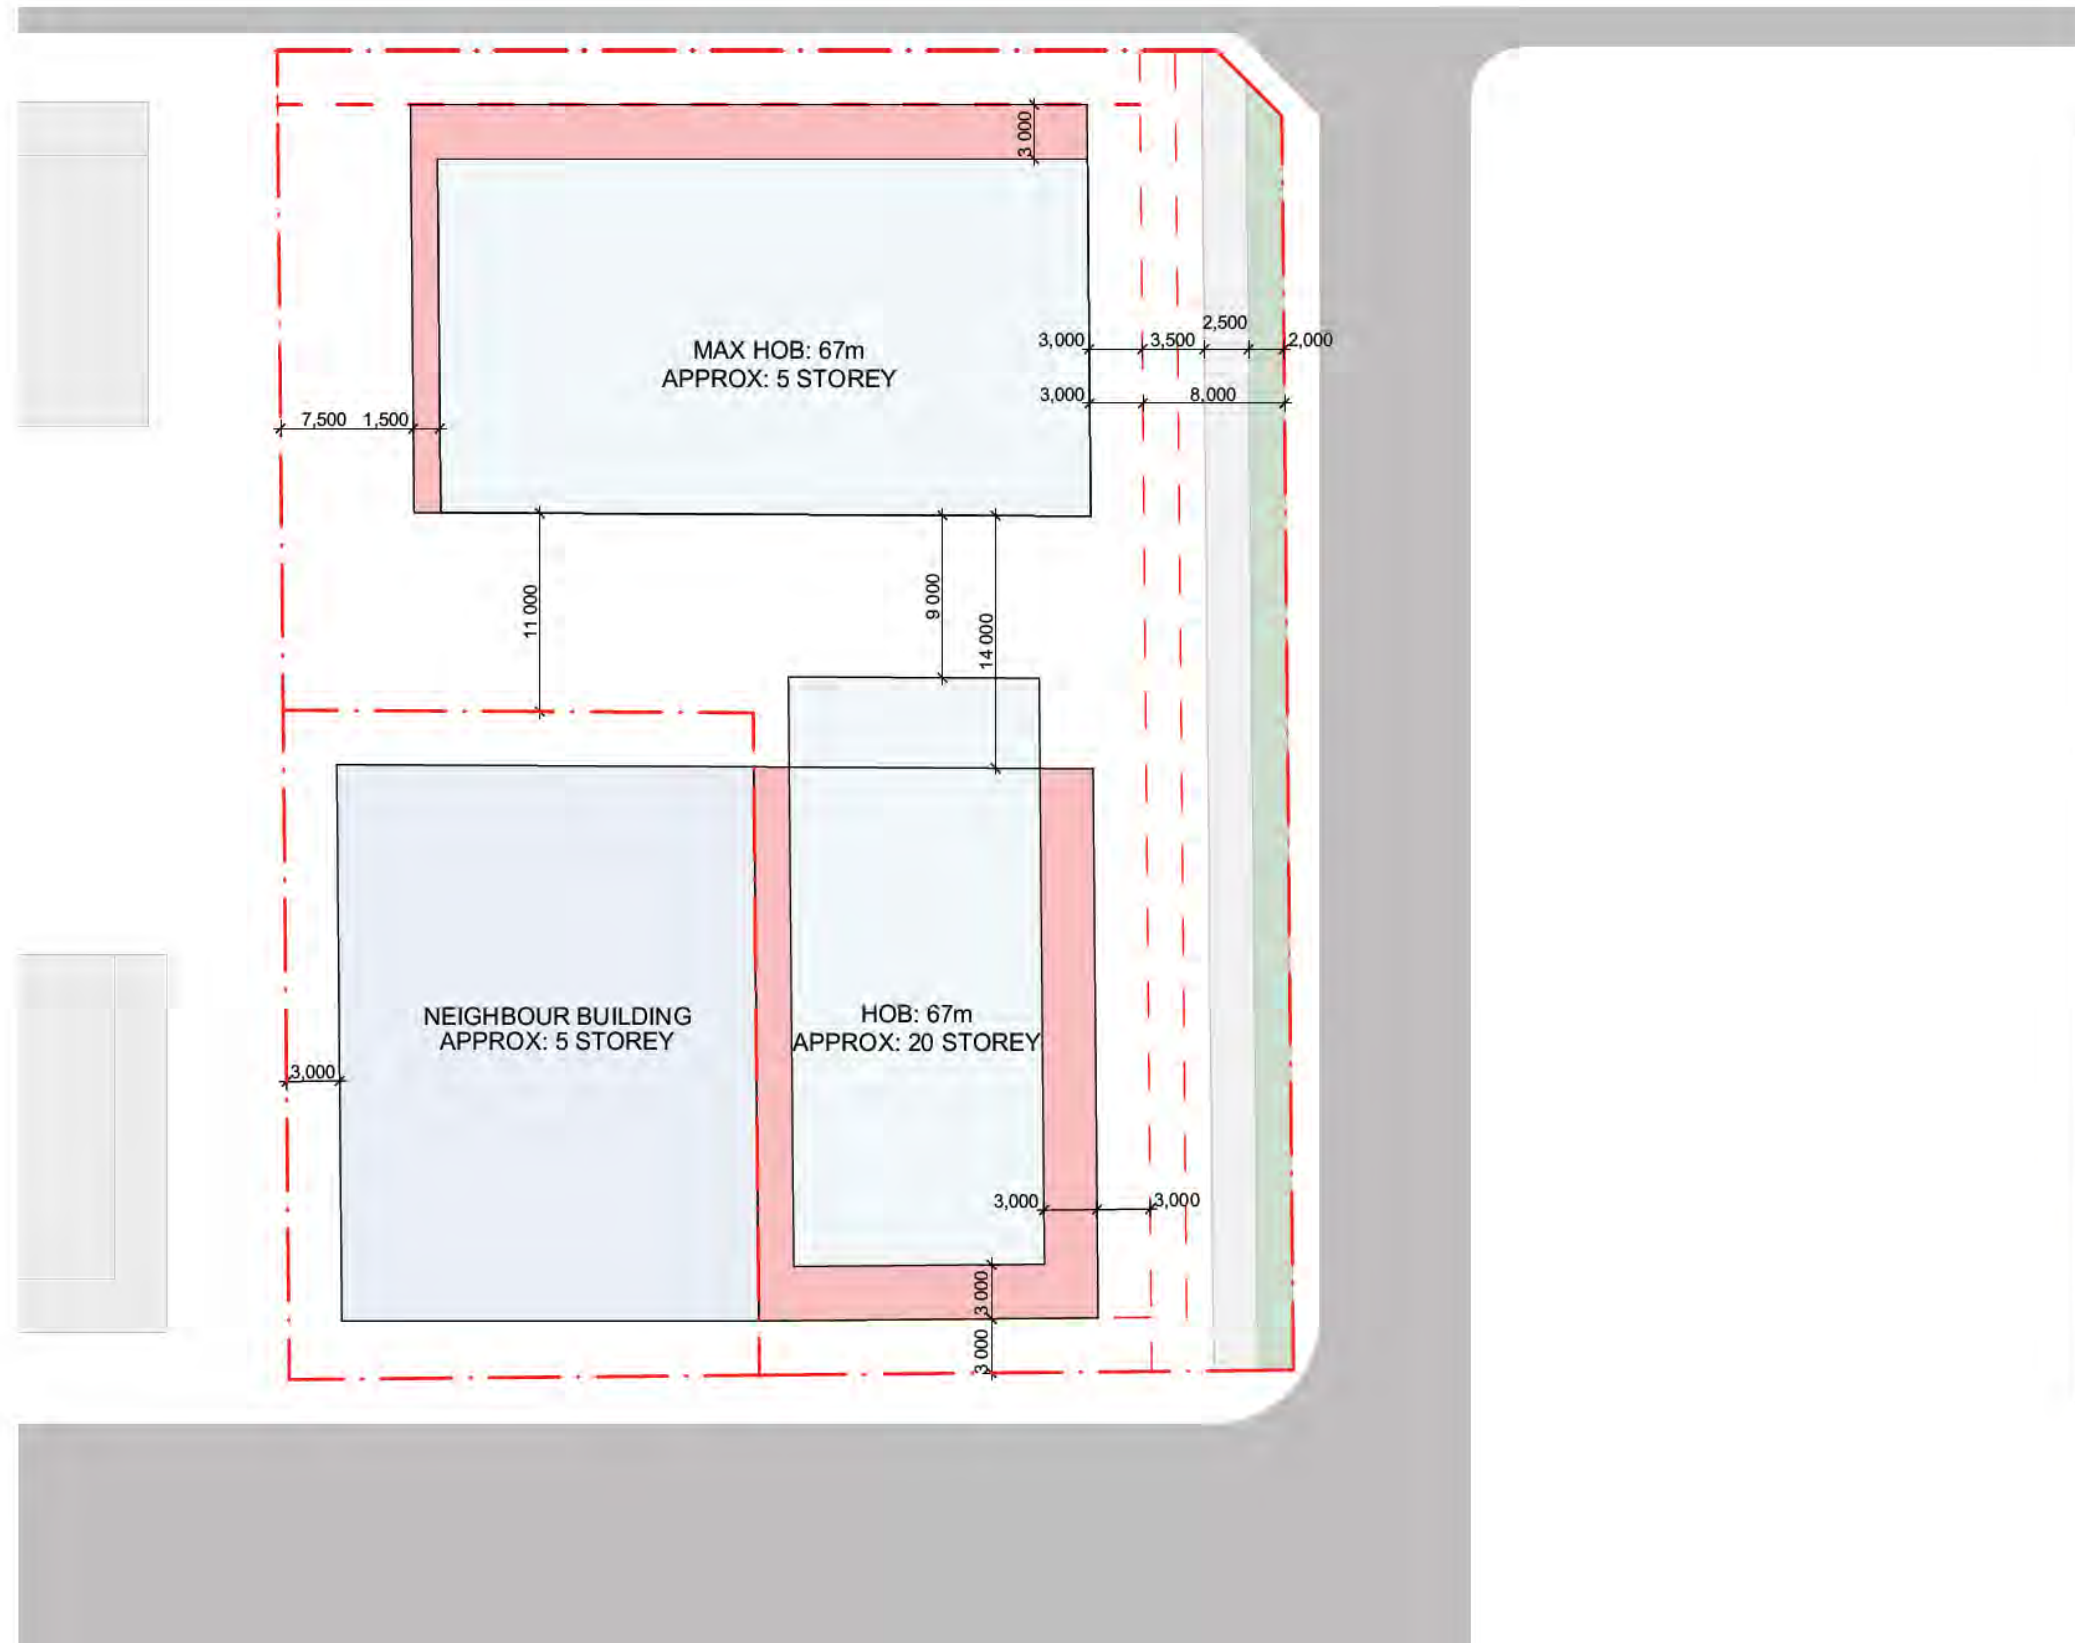 3 000
2,500
3,000
3,500
2,000
MAX HOB: 67m
APPROX: 5 STOREY
3,000
8,000
7,500
1,500
11 000
9 000
14 000
NEIGHBOUR BUILDING
APPROX: 5 STOREY
HOB: 67m
APPROX: 20 STOREY
3,000
3,000
3,000
3 000
3 000